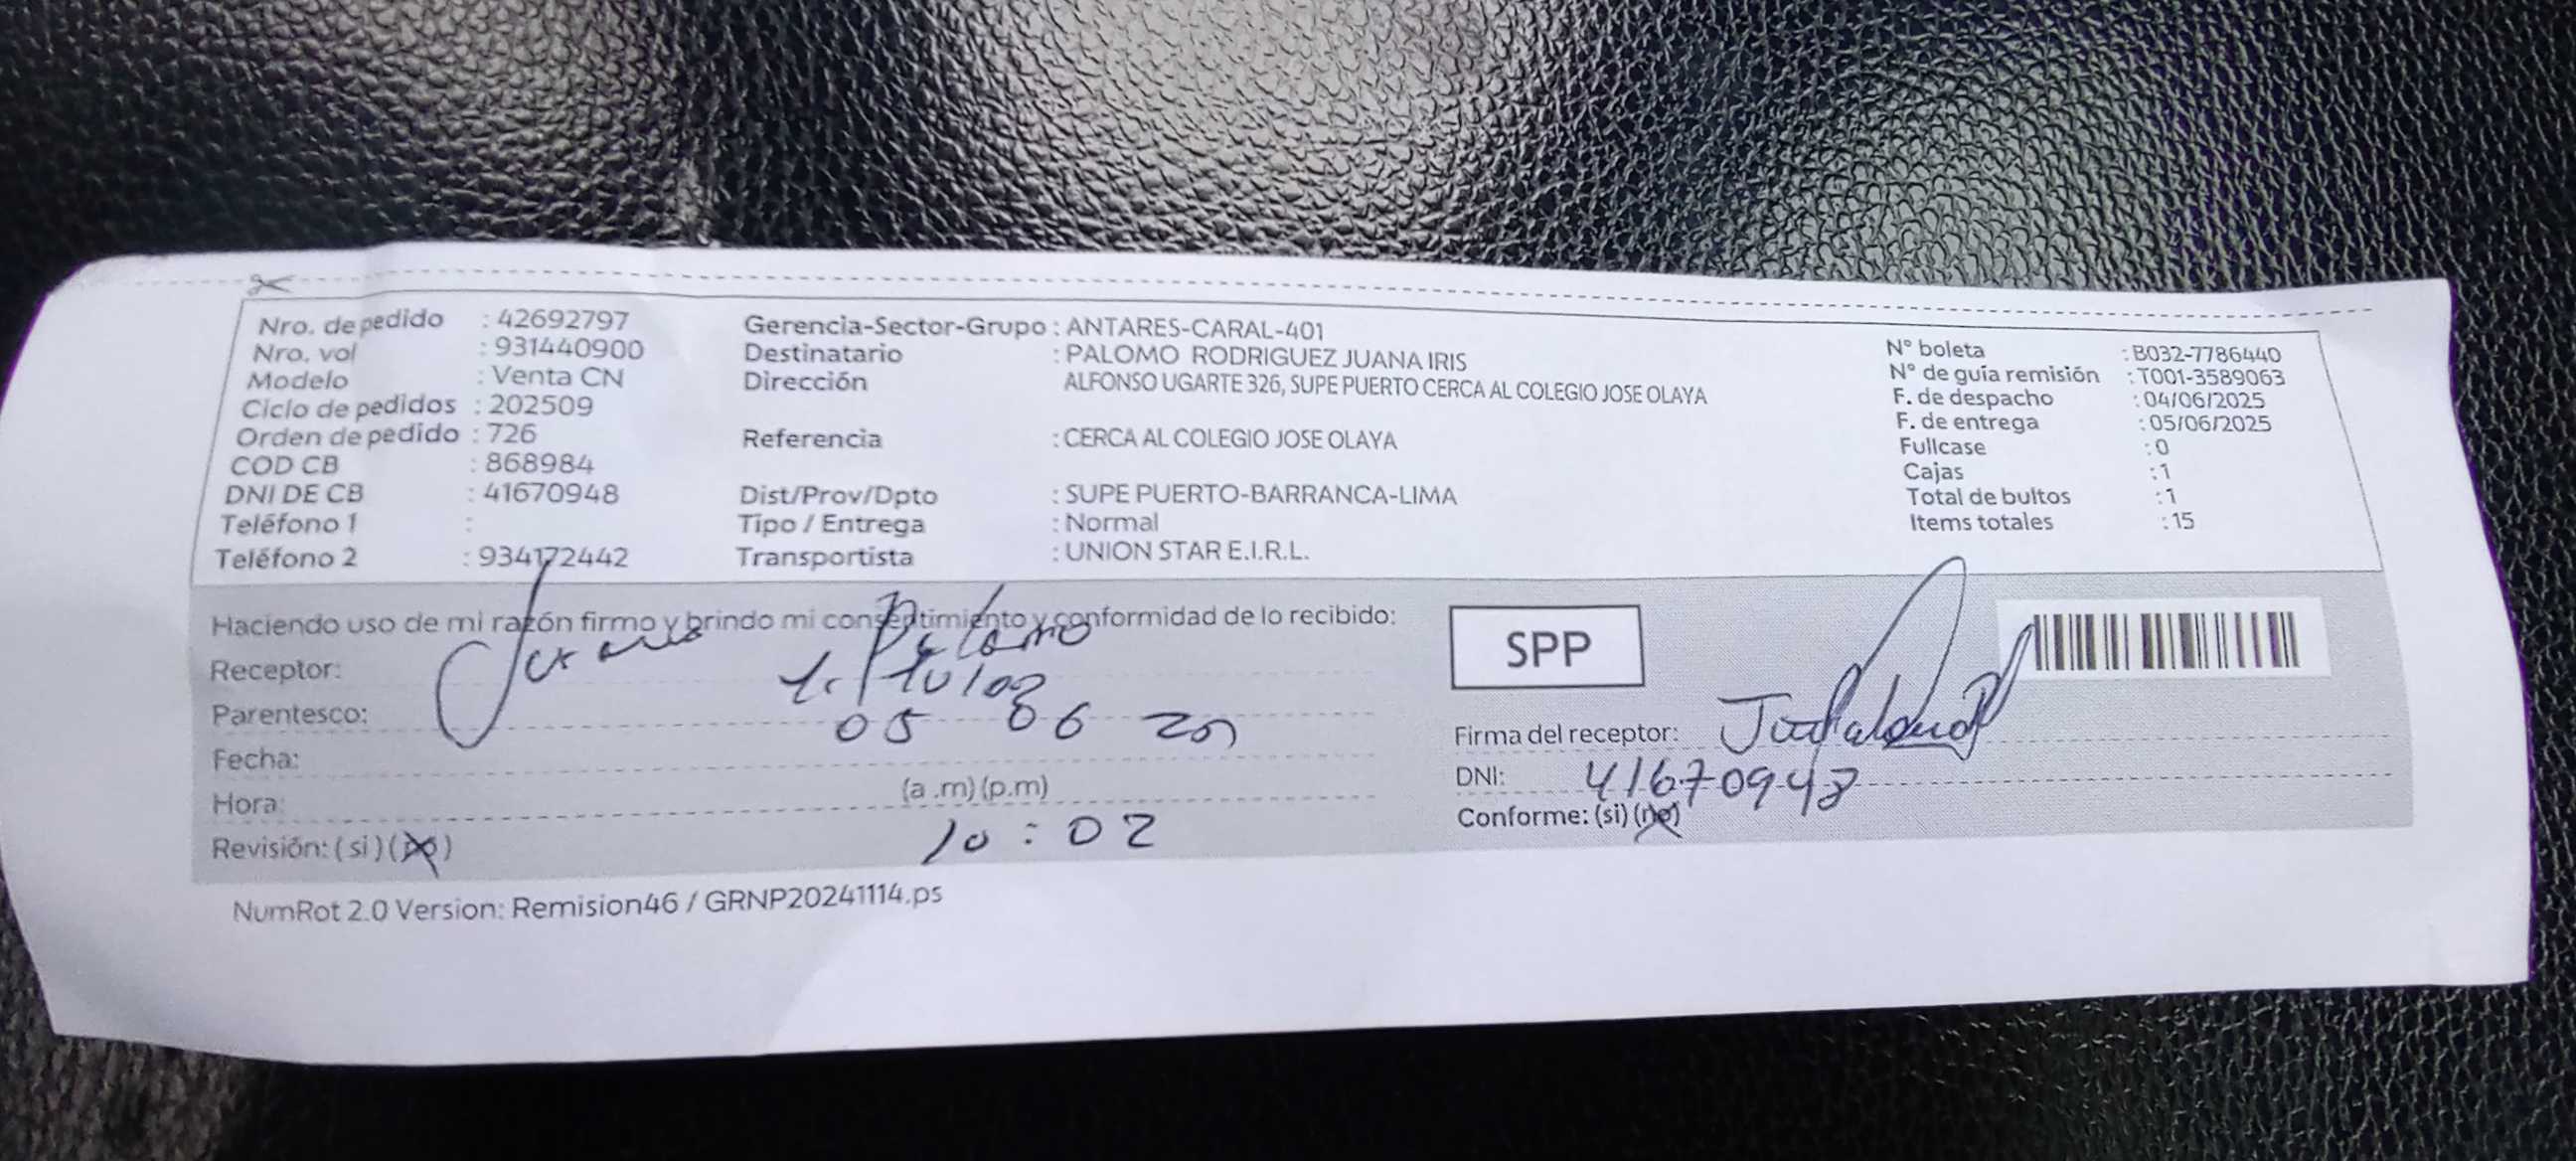 Nro. de pedido : 42692797
Nro. vol : 931440900
Modelo : Venta CN
Ciclo de pedidos : 202509
Orden de pedido : 726
COD CB : 868984
DNI DE CB : 41670948
Teléfono 1 :
Teléfono 2 : 934172442
Gerencia-Sector-Grupo : ANTARES-CARAL-401
Destinatario : PALOMO RODRIGUEZ JUANA IRIS
Dirección ALFONSO UGARTE 326, SUPE PUERTO CERCA AL COLEGIO JOSE OLAYA
Referencia : CERCA AL COLEGIO JOSE OLAYA
Dist/Prov/Dpto : SUPE PUERTO-BARRANCA-LIMA
Tipo / Entrega : Normal
Transportista : UNION STAR E.I.R.L.
N° boleta : B032-7786440
N° de guía remisión : T001-3589063
F. de despacho : 04/06/2025
F. de entrega : 05/06/2025
Fullcase : 0
Cajas : 1
Total de bultos : 1
Items totales : 15
Haciendo uso de mi razón firmo y brindo mi consentimiento y conformidad de lo recibido:
Receptor: Juana Palomo
Parentesco:
Fecha: 05 06 25
Hora: (a .m) (p.m) 10 : 02
Revisión: ( si ) ( no )
SPP
Firma del receptor:
DNI: 41670948
Conforme: (si) (no)
NumRot 2.0 Version: Remision46 / GRNP20241114.ps